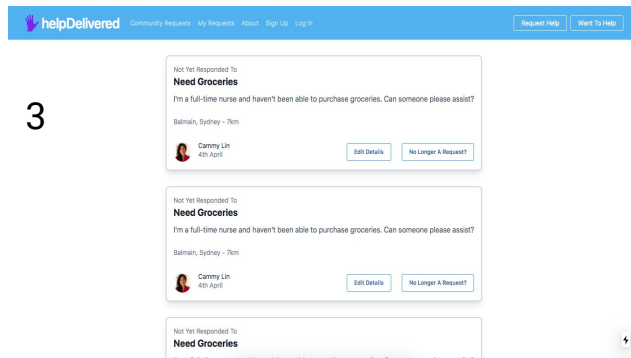 helpDelivered Community Requests My Requests About Sign Up Log In Request Help Want To Help
3
Not Yet Responded To
Need Groceries
I'm a full-time nurse and haven't been able to purchase groceries. Can someone please assist?
Balmain, Sydney - 7km
Cammy Lin
4th April
Edit Details No Longer A Request?
Not Yet Responded To
Need Groceries
I'm a full-time nurse and haven't been able to purchase groceries. Can someone please assist?
Balmain, Sydney - 7km
Cammy Lin
4th April
Edit Details No Longer A Request?
Not Yet Responded To
Need Groceries